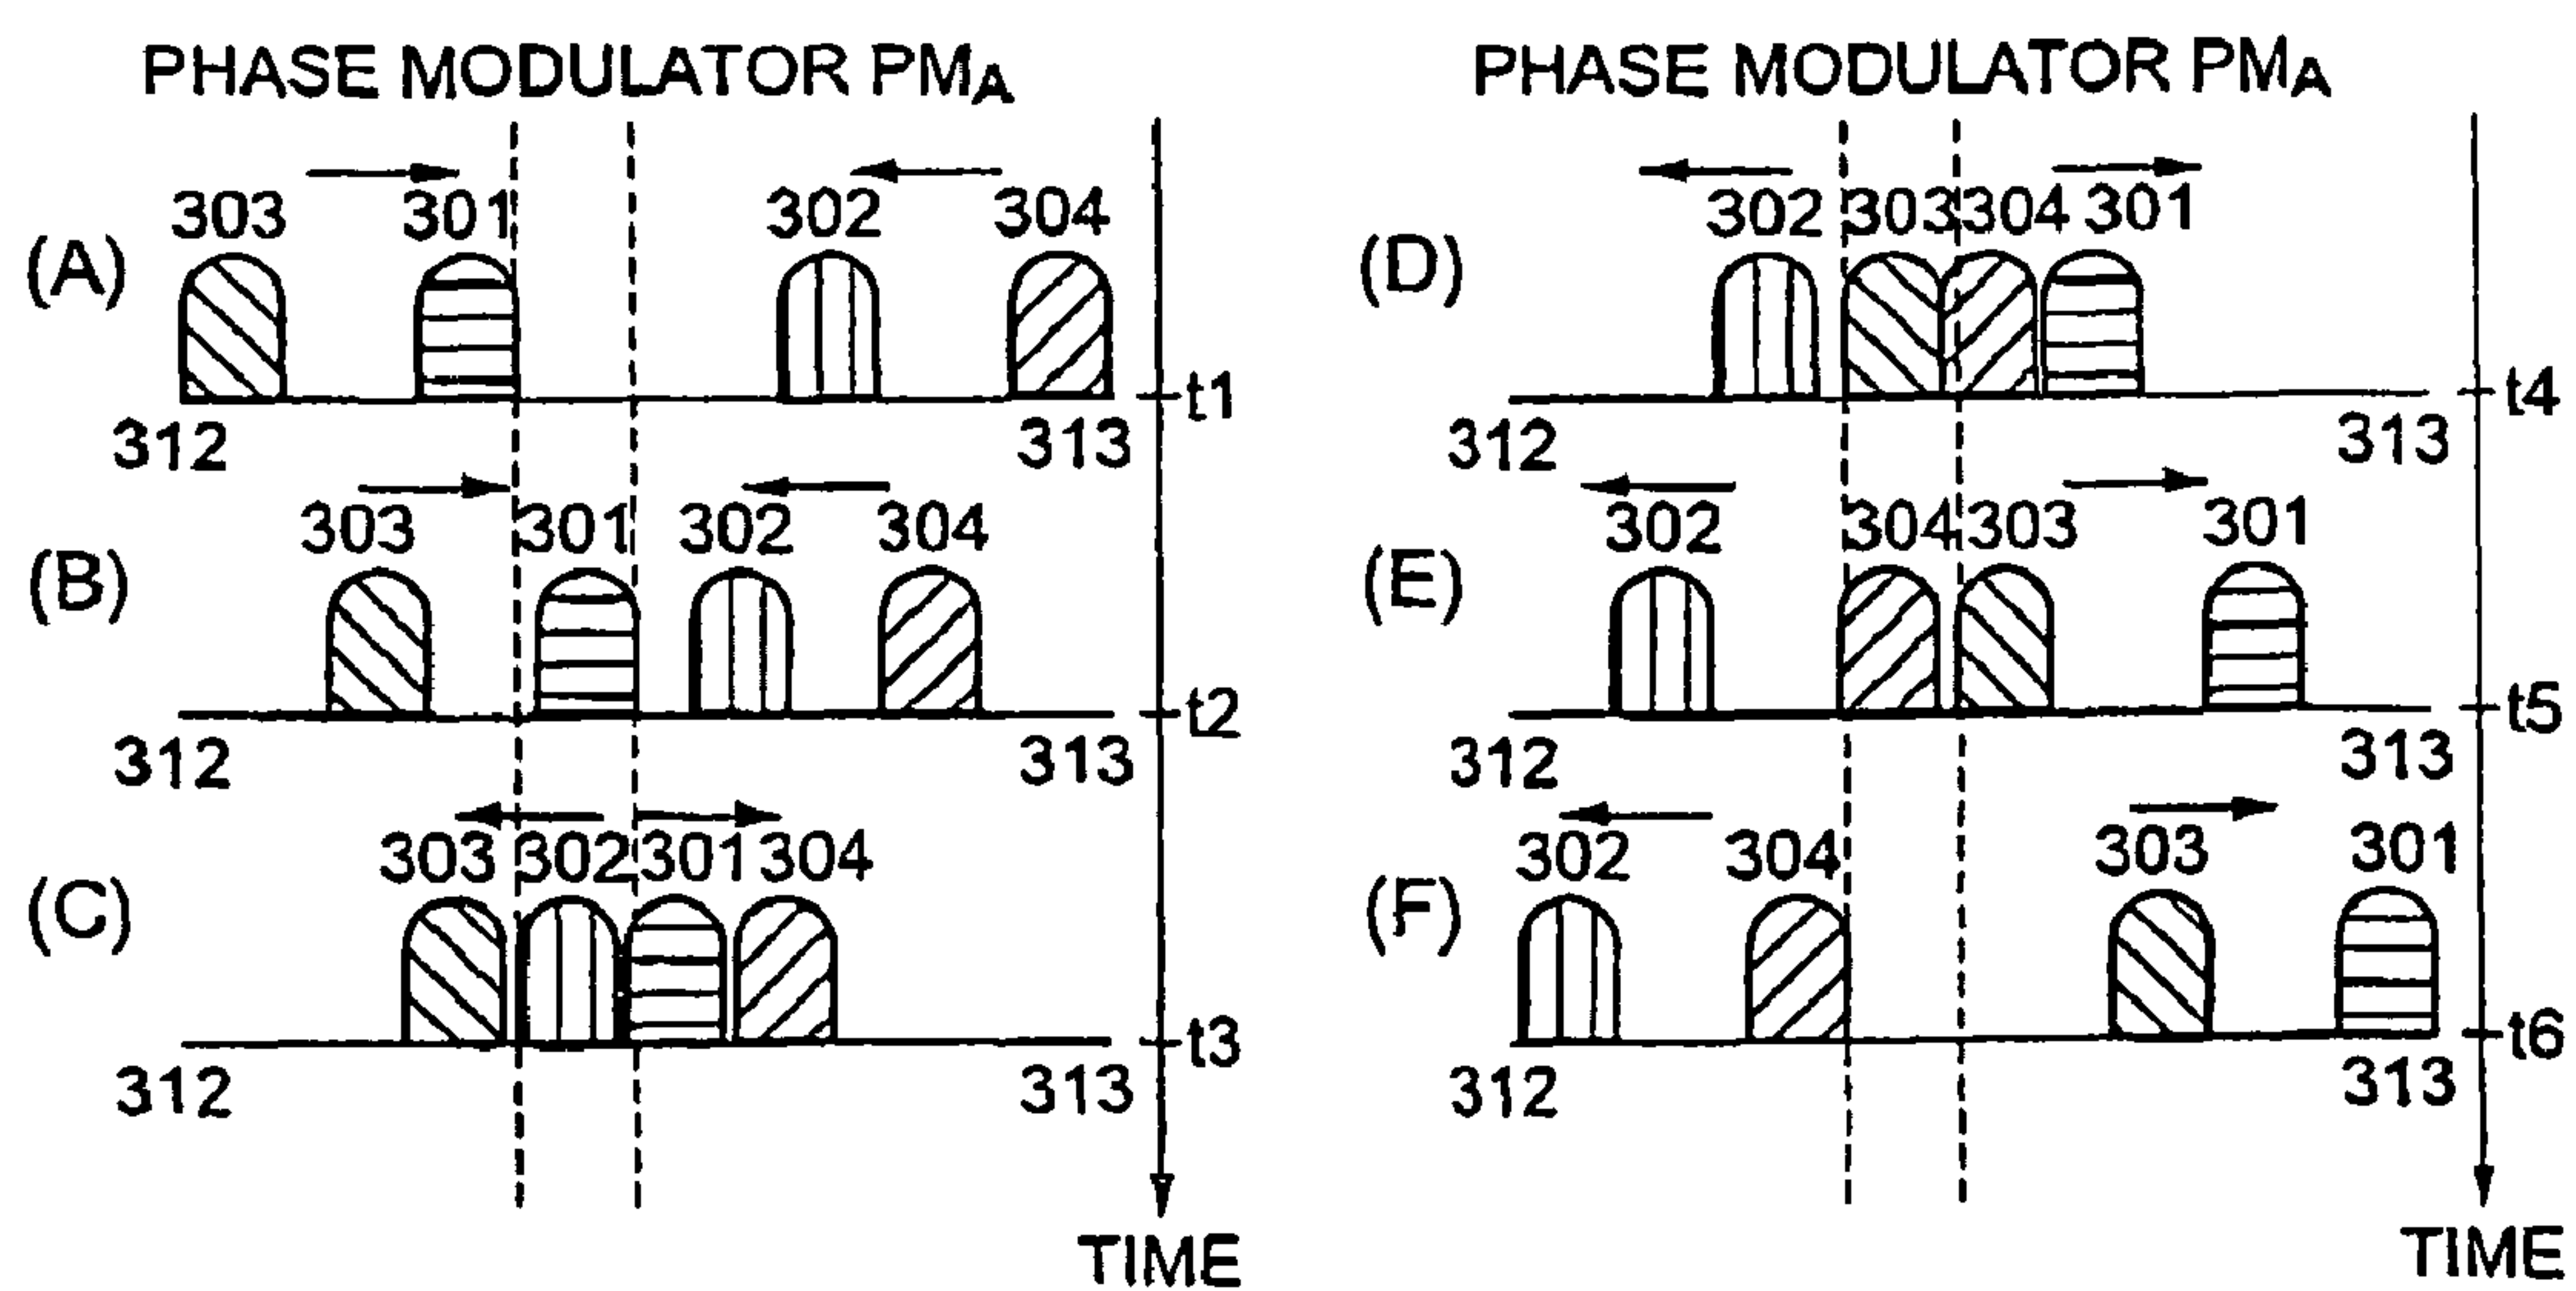 PHASE MODULATOR PMA
303 301 302 304
(A)
t1
312 313
303 301 302 304
(B)
t2
312 313
303 302 301 304
(C)
t3
312 313
TIME
PHASE MODULATOR PMA
302 303 304 301
(D)
t4
312 313
302 304 303 301
(E)
t5
312 313
302 304 303 301
(F)
t6
312 313
TIME